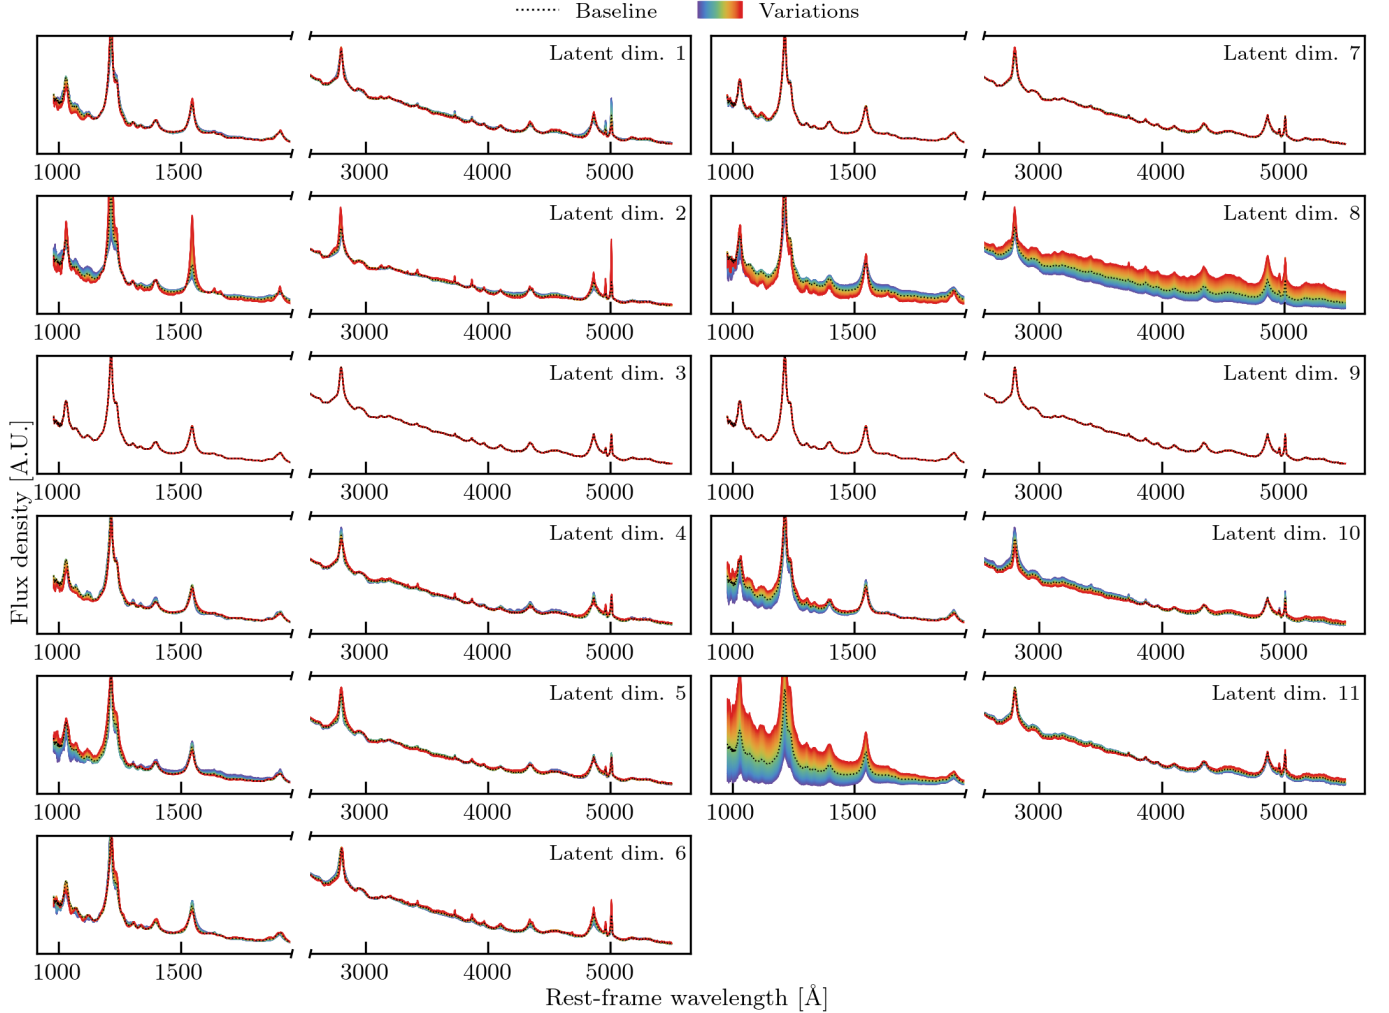 Baseline Variations
Latent dim. 1
1000 1500 3000 4000 5000
Latent dim. 7
1000 1500 3000 4000 5000
Latent dim. 2
1000 1500 3000 4000 5000
Latent dim. 8
1000 1500 3000 4000 5000
Latent dim. 3
1000 1500 3000 4000 5000
Latent dim. 9
1000 1500 3000 4000 5000
Flux density [A.U.]
Latent dim. 4
1000 1500 3000 4000 5000
Latent dim. 10
1000 1500 3000 4000 5000
Latent dim. 5
1000 1500 3000 4000 5000
Latent dim. 11
1000 1500 3000 4000 5000
Latent dim. 6
1000 1500 3000 4000 5000
Rest-frame wavelength [Å]